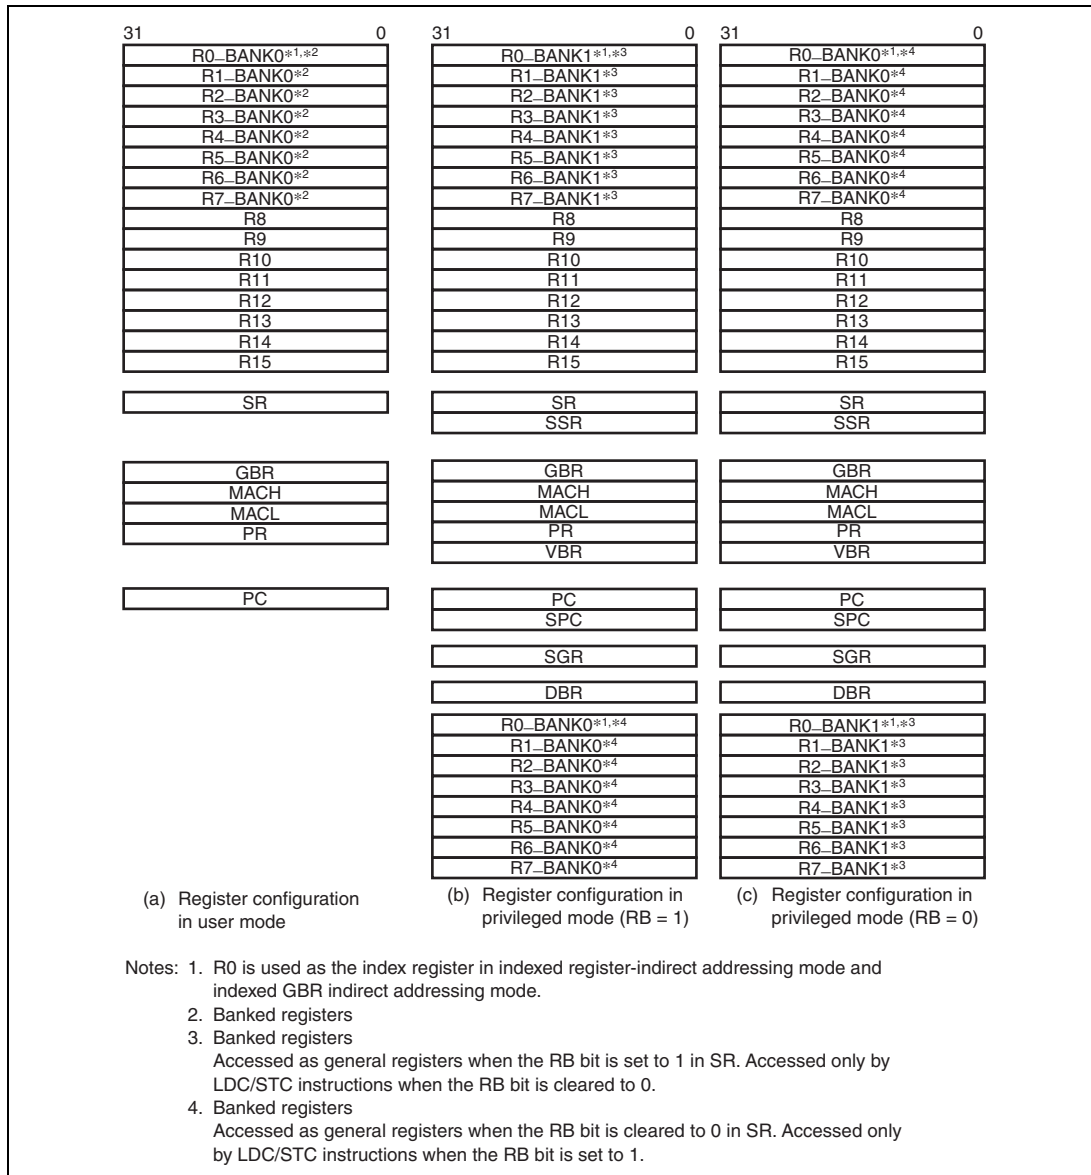 31 0 31 0 31 0
R0_BANK0*1,*2 R0_BANK1*1,*3 R0_BANK0*1,*4
R1_BANK0*2 R1_BANK1*3 R1_BANK0*4
R2_BANK0*2 R2_BANK1*3 R2_BANK0*4
R3_BANK0*2 R3_BANK1*3 R3_BANK0*4
R4_BANK0*2 R4_BANK1*3 R4_BANK0*4
R5_BANK0*2 R5_BANK1*3 R5_BANK0*4
R6_BANK0*2 R6_BANK1*3 R6_BANK0*4
R7_BANK0*2 R7_BANK1*3 R7_BANK0*4
R8 R8 R8
R9 R9 R9
R10 R10 R10
R11 R11 R11
R12 R12 R12
R13 R13 R13
R14 R14 R14
R15 R15 R15
SR SR SR
SSR SSR
GBR GBR GBR
MACH MACH MACH
MACL MACL MACL
PR PR PR
VBR VBR
PC PC PC
SPC SPC
SGR SGR
DBR DBR
R0_BANK0*1,*4 R0_BANK1*1,*3
R1_BANK0*4 R1_BANK1*3
R2_BANK0*4 R2_BANK1*3
R3_BANK0*4 R3_BANK1*3
R4_BANK0*4 R4_BANK1*3
R5_BANK0*4 R5_BANK1*3
R6_BANK0*4 R6_BANK1*3
R7_BANK0*4 R7_BANK1*3
(a) Register configuration
in user mode
(b) Register configuration in
privileged mode (RB = 1)
(c) Register configuration in
privileged mode (RB = 0)
Notes: 1. R0 is used as the index register in indexed register-indirect addressing mode and
indexed GBR indirect addressing mode.
2. Banked registers
3. Banked registers
Accessed as general registers when the RB bit is set to 1 in SR. Accessed only by
LDC/STC instructions when the RB bit is cleared to 0.
4. Banked registers
Accessed as general registers when the RB bit is cleared to 0 in SR. Accessed only
by LDC/STC instructions when the RB bit is set to 1.